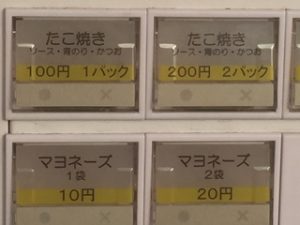 たこ焼き
ソース・青のり・かつお
100円 1パック
たこ焼き
ソース・青のり・かつお
200円 2パック
マヨネーズ
1袋
10円
マヨネーズ
2袋
20円